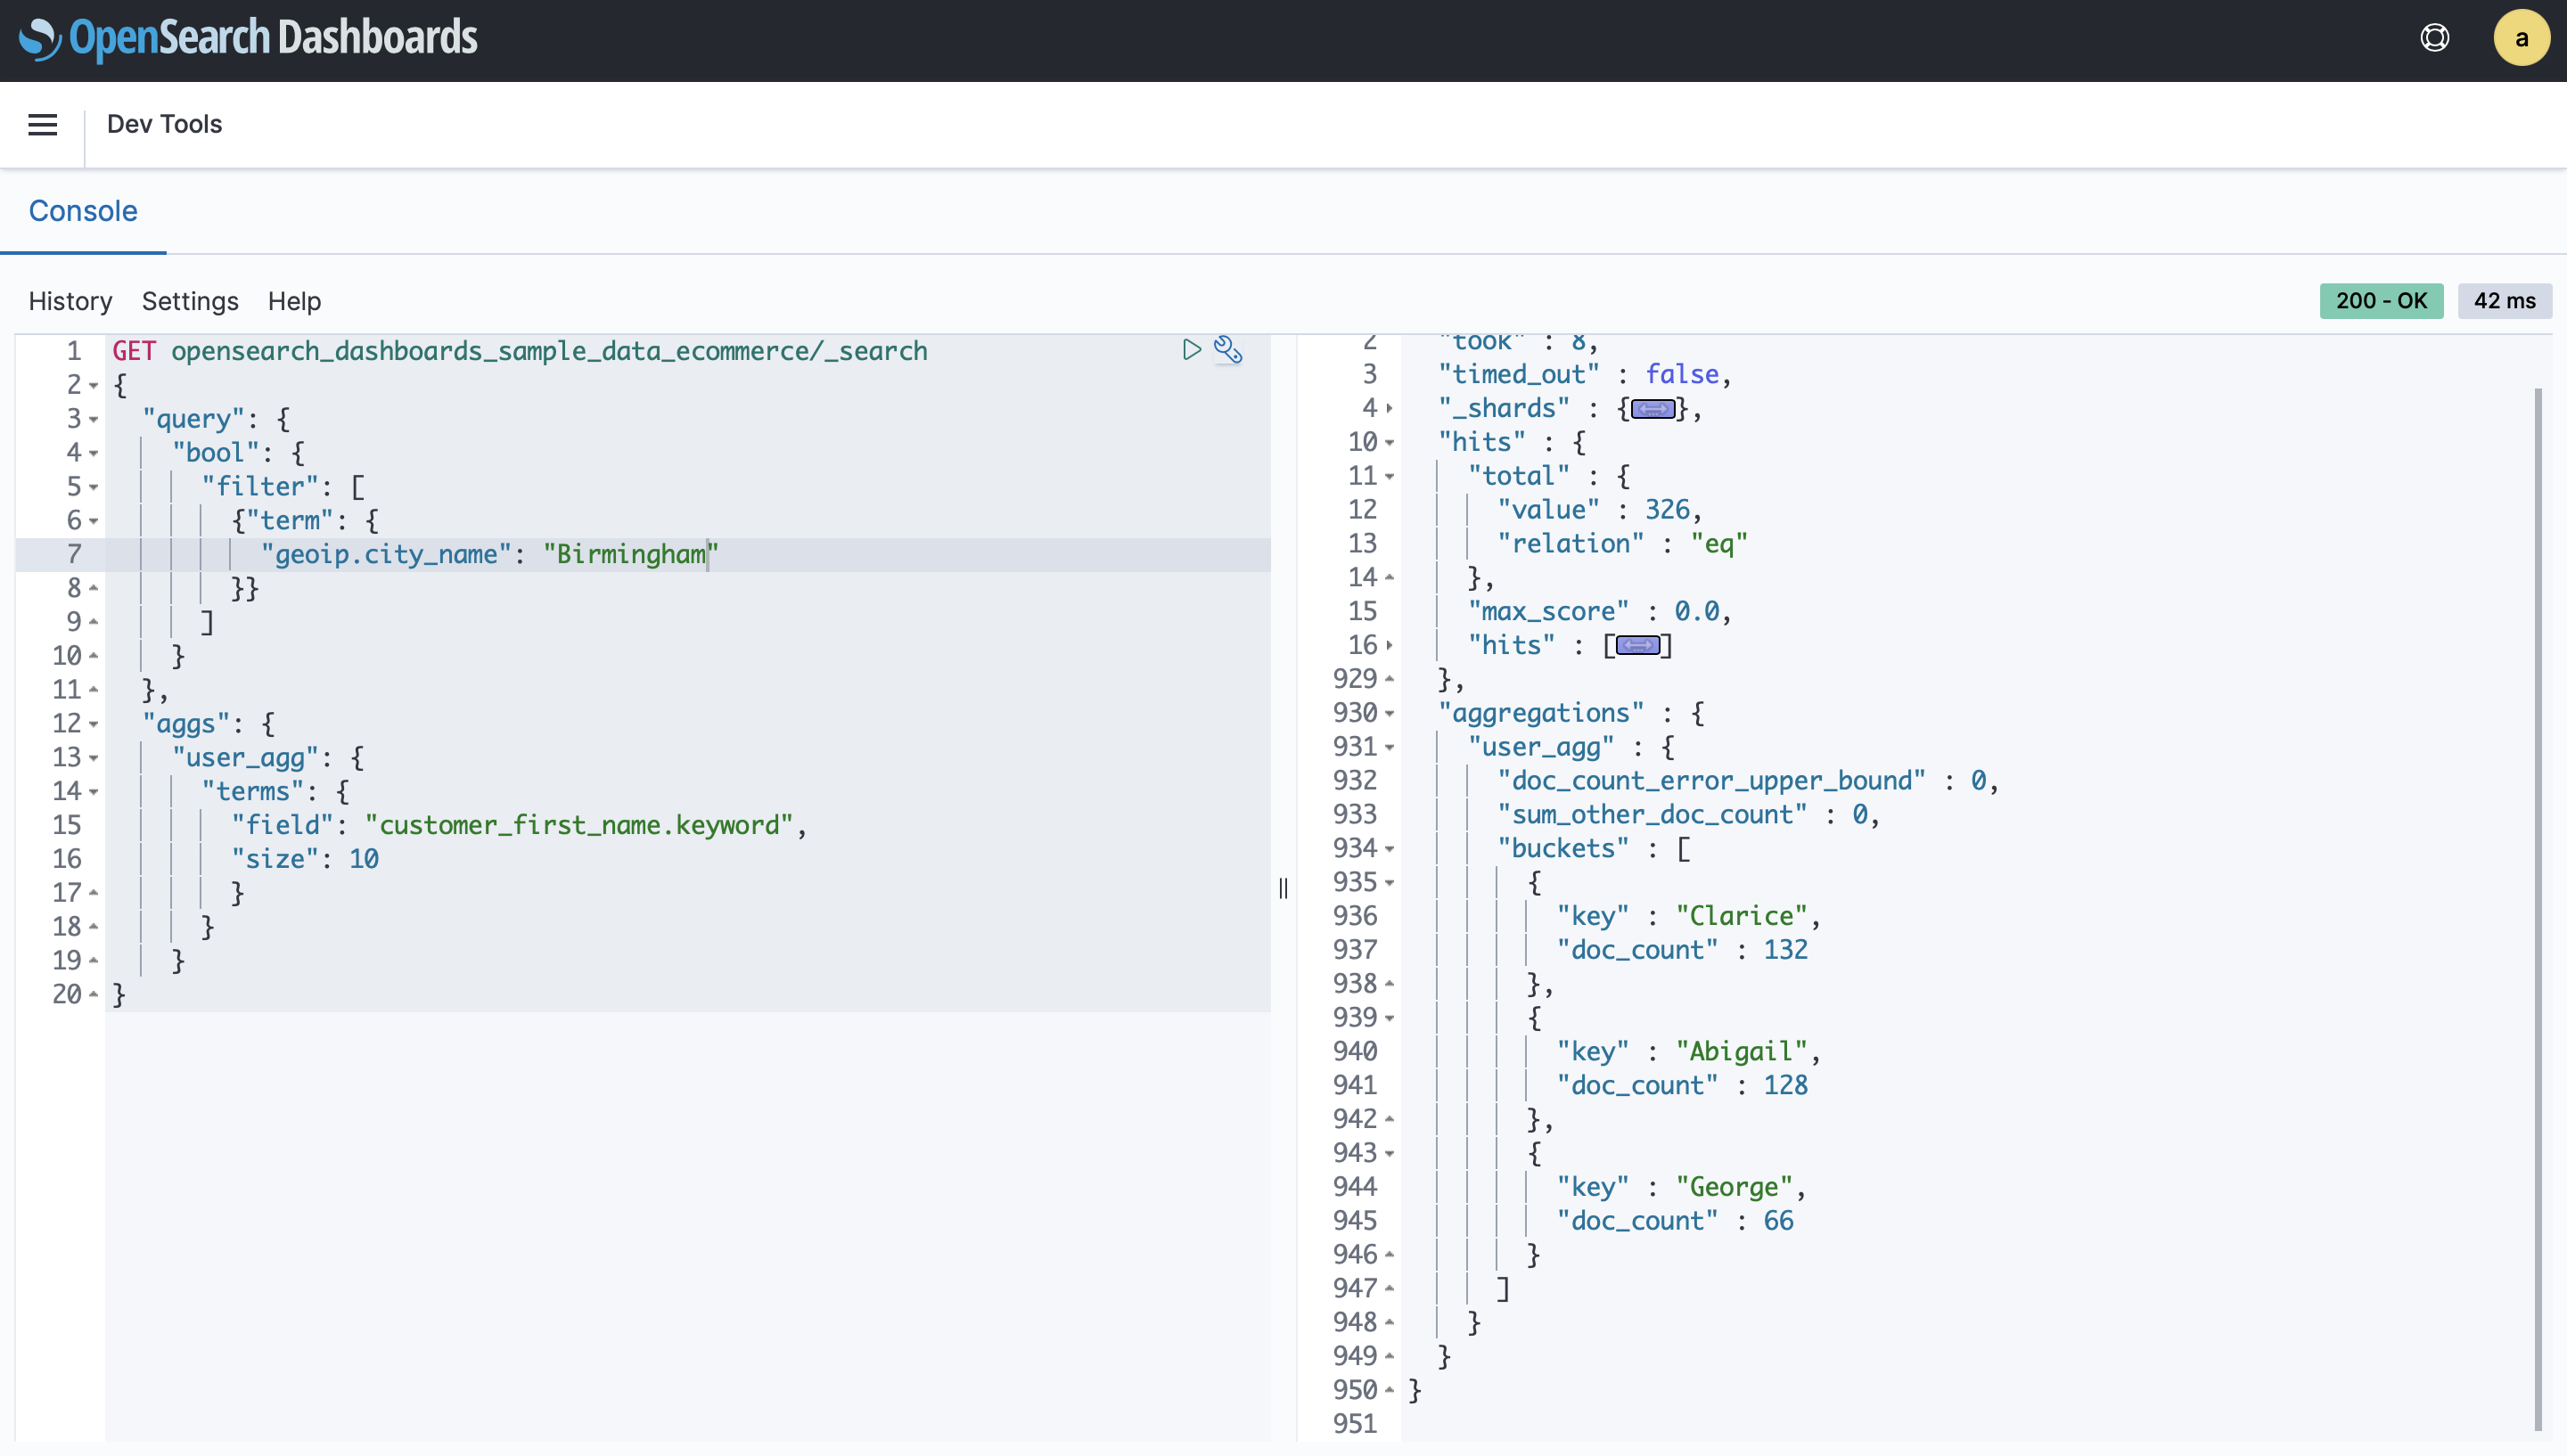 OpenSearch Dashboards
a
Dev Tools
Console
History Settings Help
200 - OK 42 ms
1 GET opensearch_dashboards_sample_data_ecommerce/_search
2 {
3 "query": {
4 "bool": {
5 "filter": [
6 {"term": {
7 "geoip.city_name": "Birmingham"
8 }}
9 ]
10 }
11 },
12 "aggs": {
13 "user_agg": {
14 "terms": {
15 "field": "customer_first_name.keyword",
16 "size": 10
17 }
18 }
19 }
20 }
2 "took" : 8,
3 "timed_out" : false,
4 "_shards" : {},
10 "hits" : {
11 "total" : {
12 "value" : 326,
13 "relation" : "eq"
14 },
15 "max_score" : 0.0,
16 "hits" : []
929 },
930 "aggregations" : {
931 "user_agg" : {
932 "doc_count_error_upper_bound" : 0,
933 "sum_other_doc_count" : 0,
934 "buckets" : [
935 {
936 "key" : "Clarice",
937 "doc_count" : 132
938 },
939 {
940 "key" : "Abigail",
941 "doc_count" : 128
942 },
943 {
944 "key" : "George",
945 "doc_count" : 66
946 }
947 ]
948 }
949 }
950 }
951